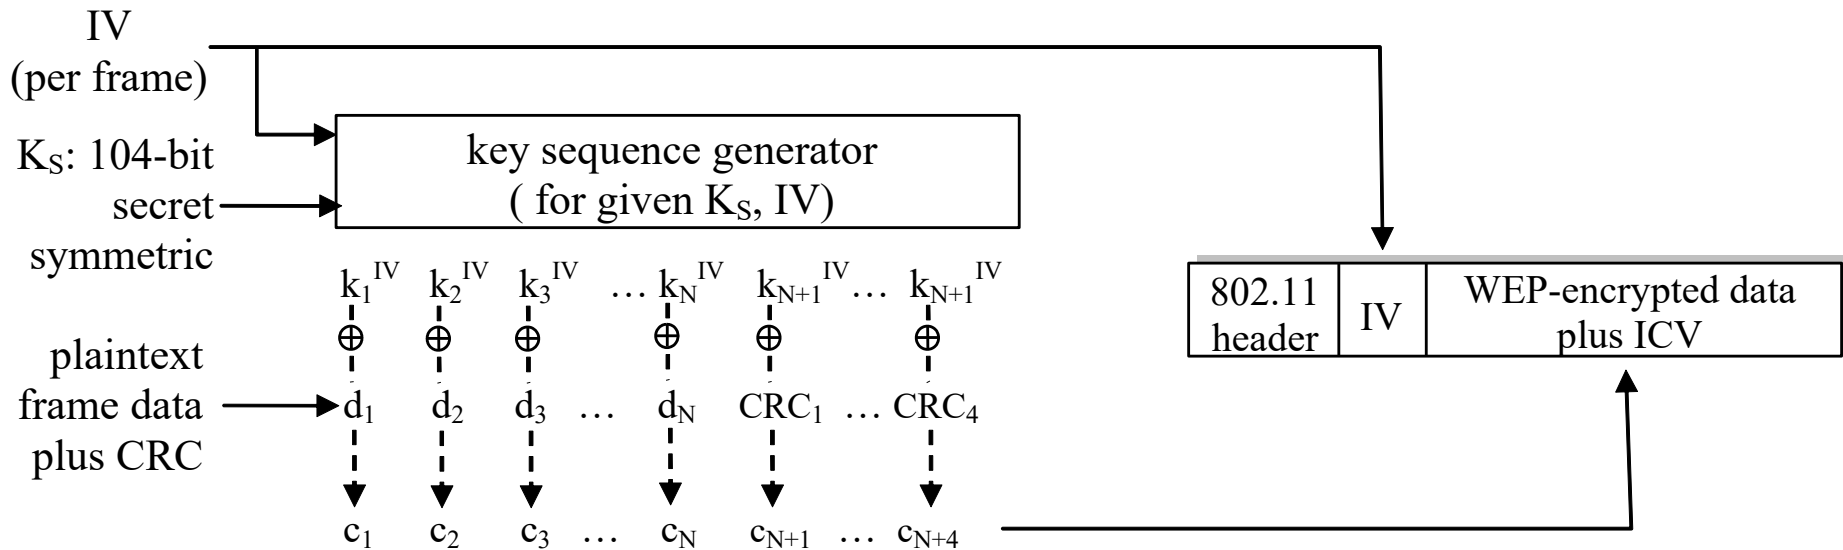 IV
(per frame)
K_S: 104-bit
secret
symmetric
key sequence generator
( for given K_S, IV)
k_1^IV k_2^IV k_3^IV … k_N^IV k_N+1^IV … k_N+1^IV
plaintext
frame data
plus CRC
d_1 d_2 d_3 … d_N CRC_1 … CRC_4
c_1 c_2 c_3 … c_N c_N+1 … c_N+4
802.11
header
IV
WEP-encrypted data
plus ICV